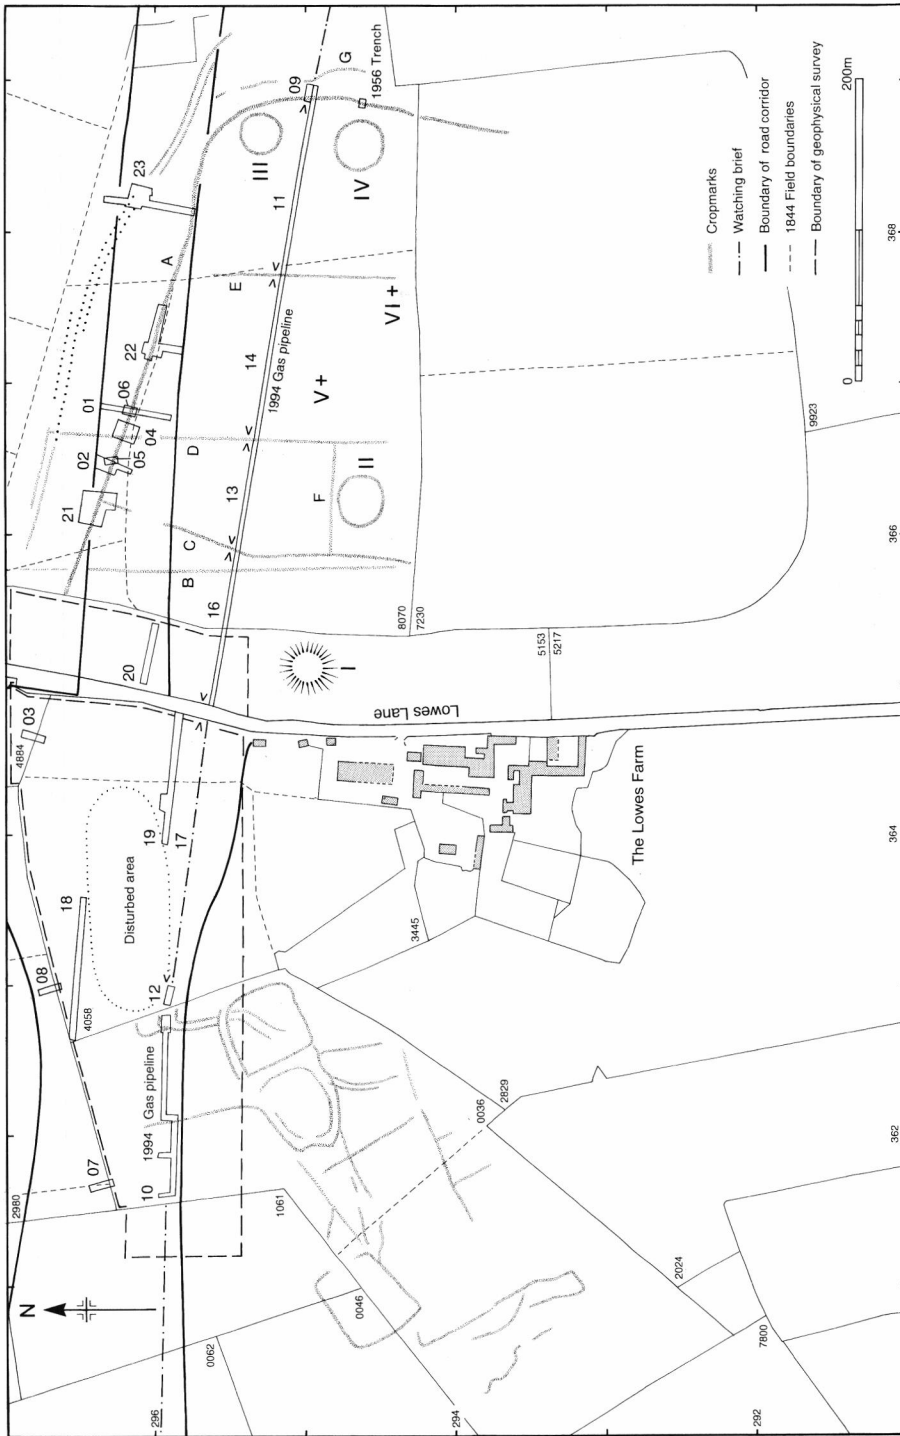 N
2980
07
0062
1061
0046
10
1994 Gas pipeline
4058
08
18
12
Disturbed area
4884
03
19
17
20
Lowes Lane
I
3445
The Lowes Farm
0036
2829
2024
7800
5153
5217
8070
7230
9923
16
B
C
D
E
F
G
A
13
14
11
1994 Gas pipeline
II
III
IV
V+
VI+
21
02
05
04
01
06
22
23
09
1956 Trench
Cropmarks
Watching brief
Boundary of road corridor
1844 Field boundaries
Boundary of geophysical survey
0
200m
296
294
292
362
364
366
368